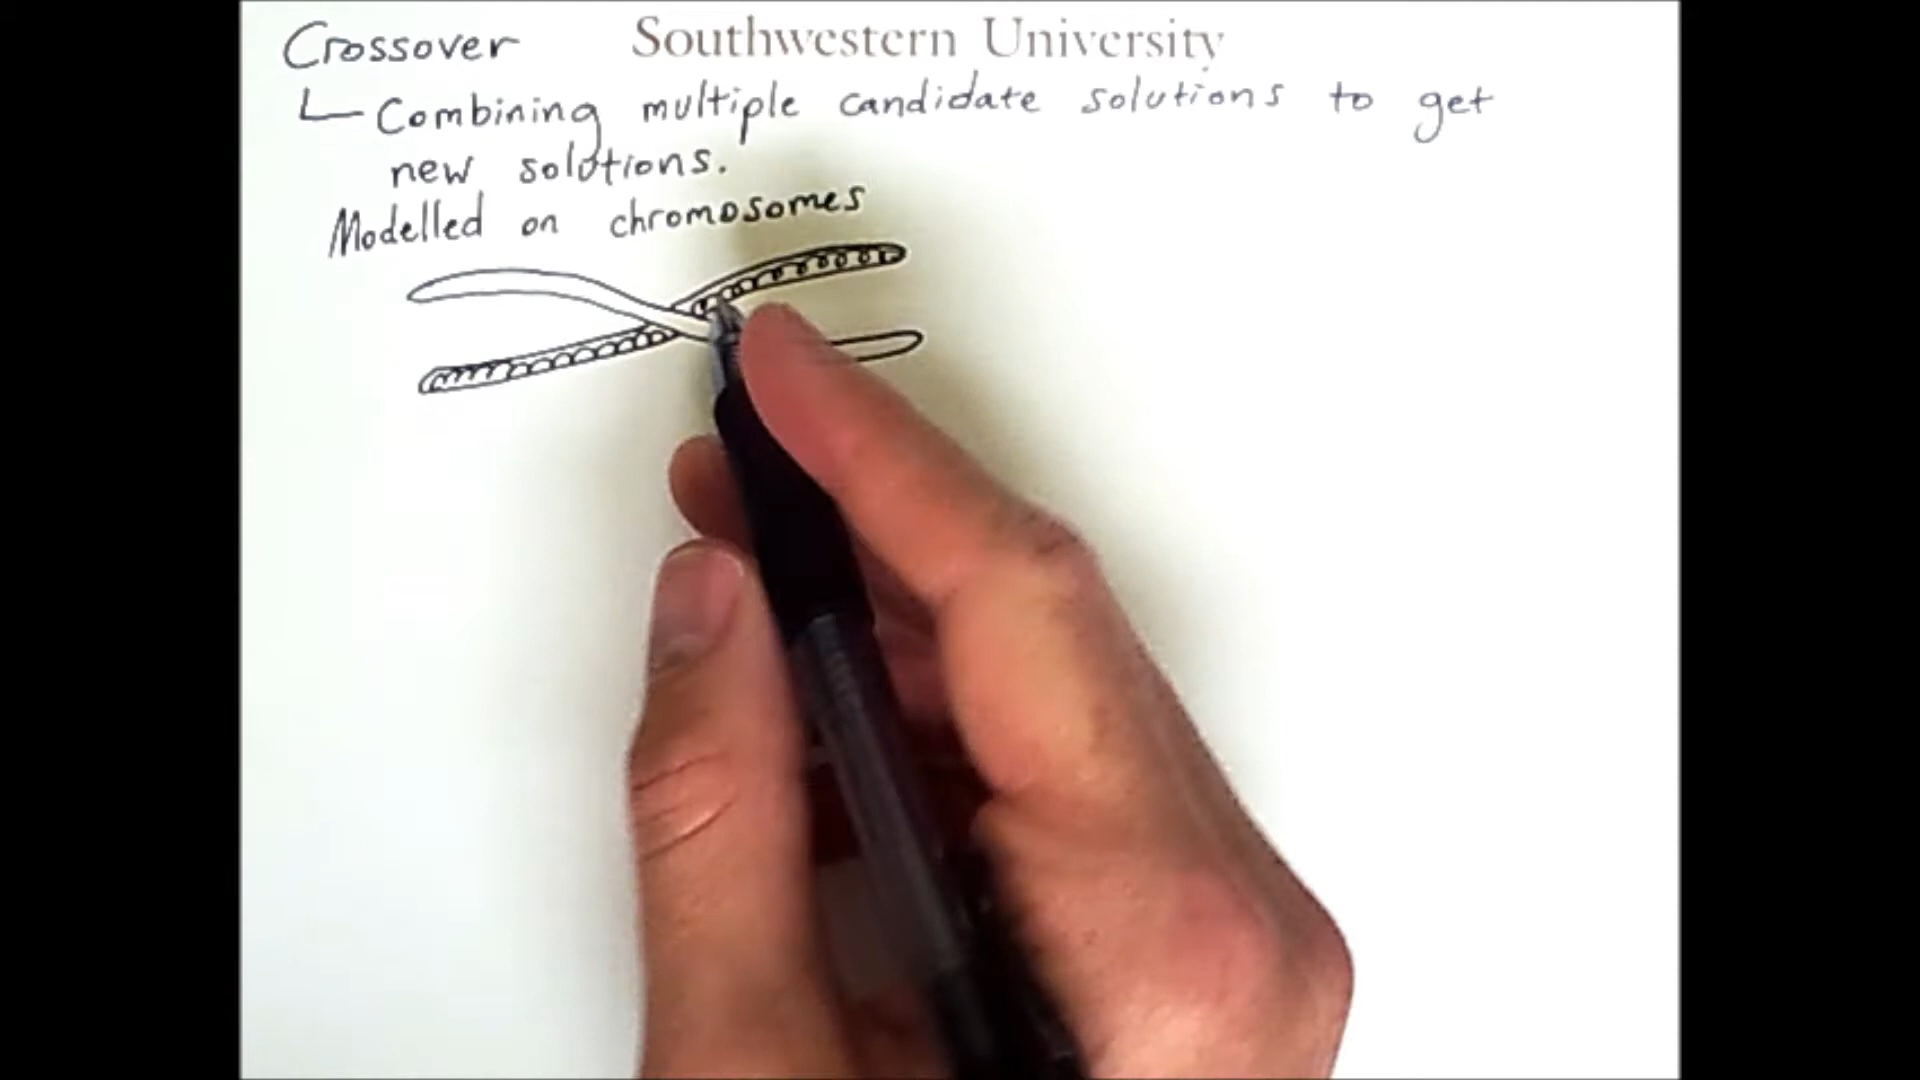 Crossover
Southwestern University
Combining multiple candidate solutions to get
new solutions.
Modelled on chromosomes